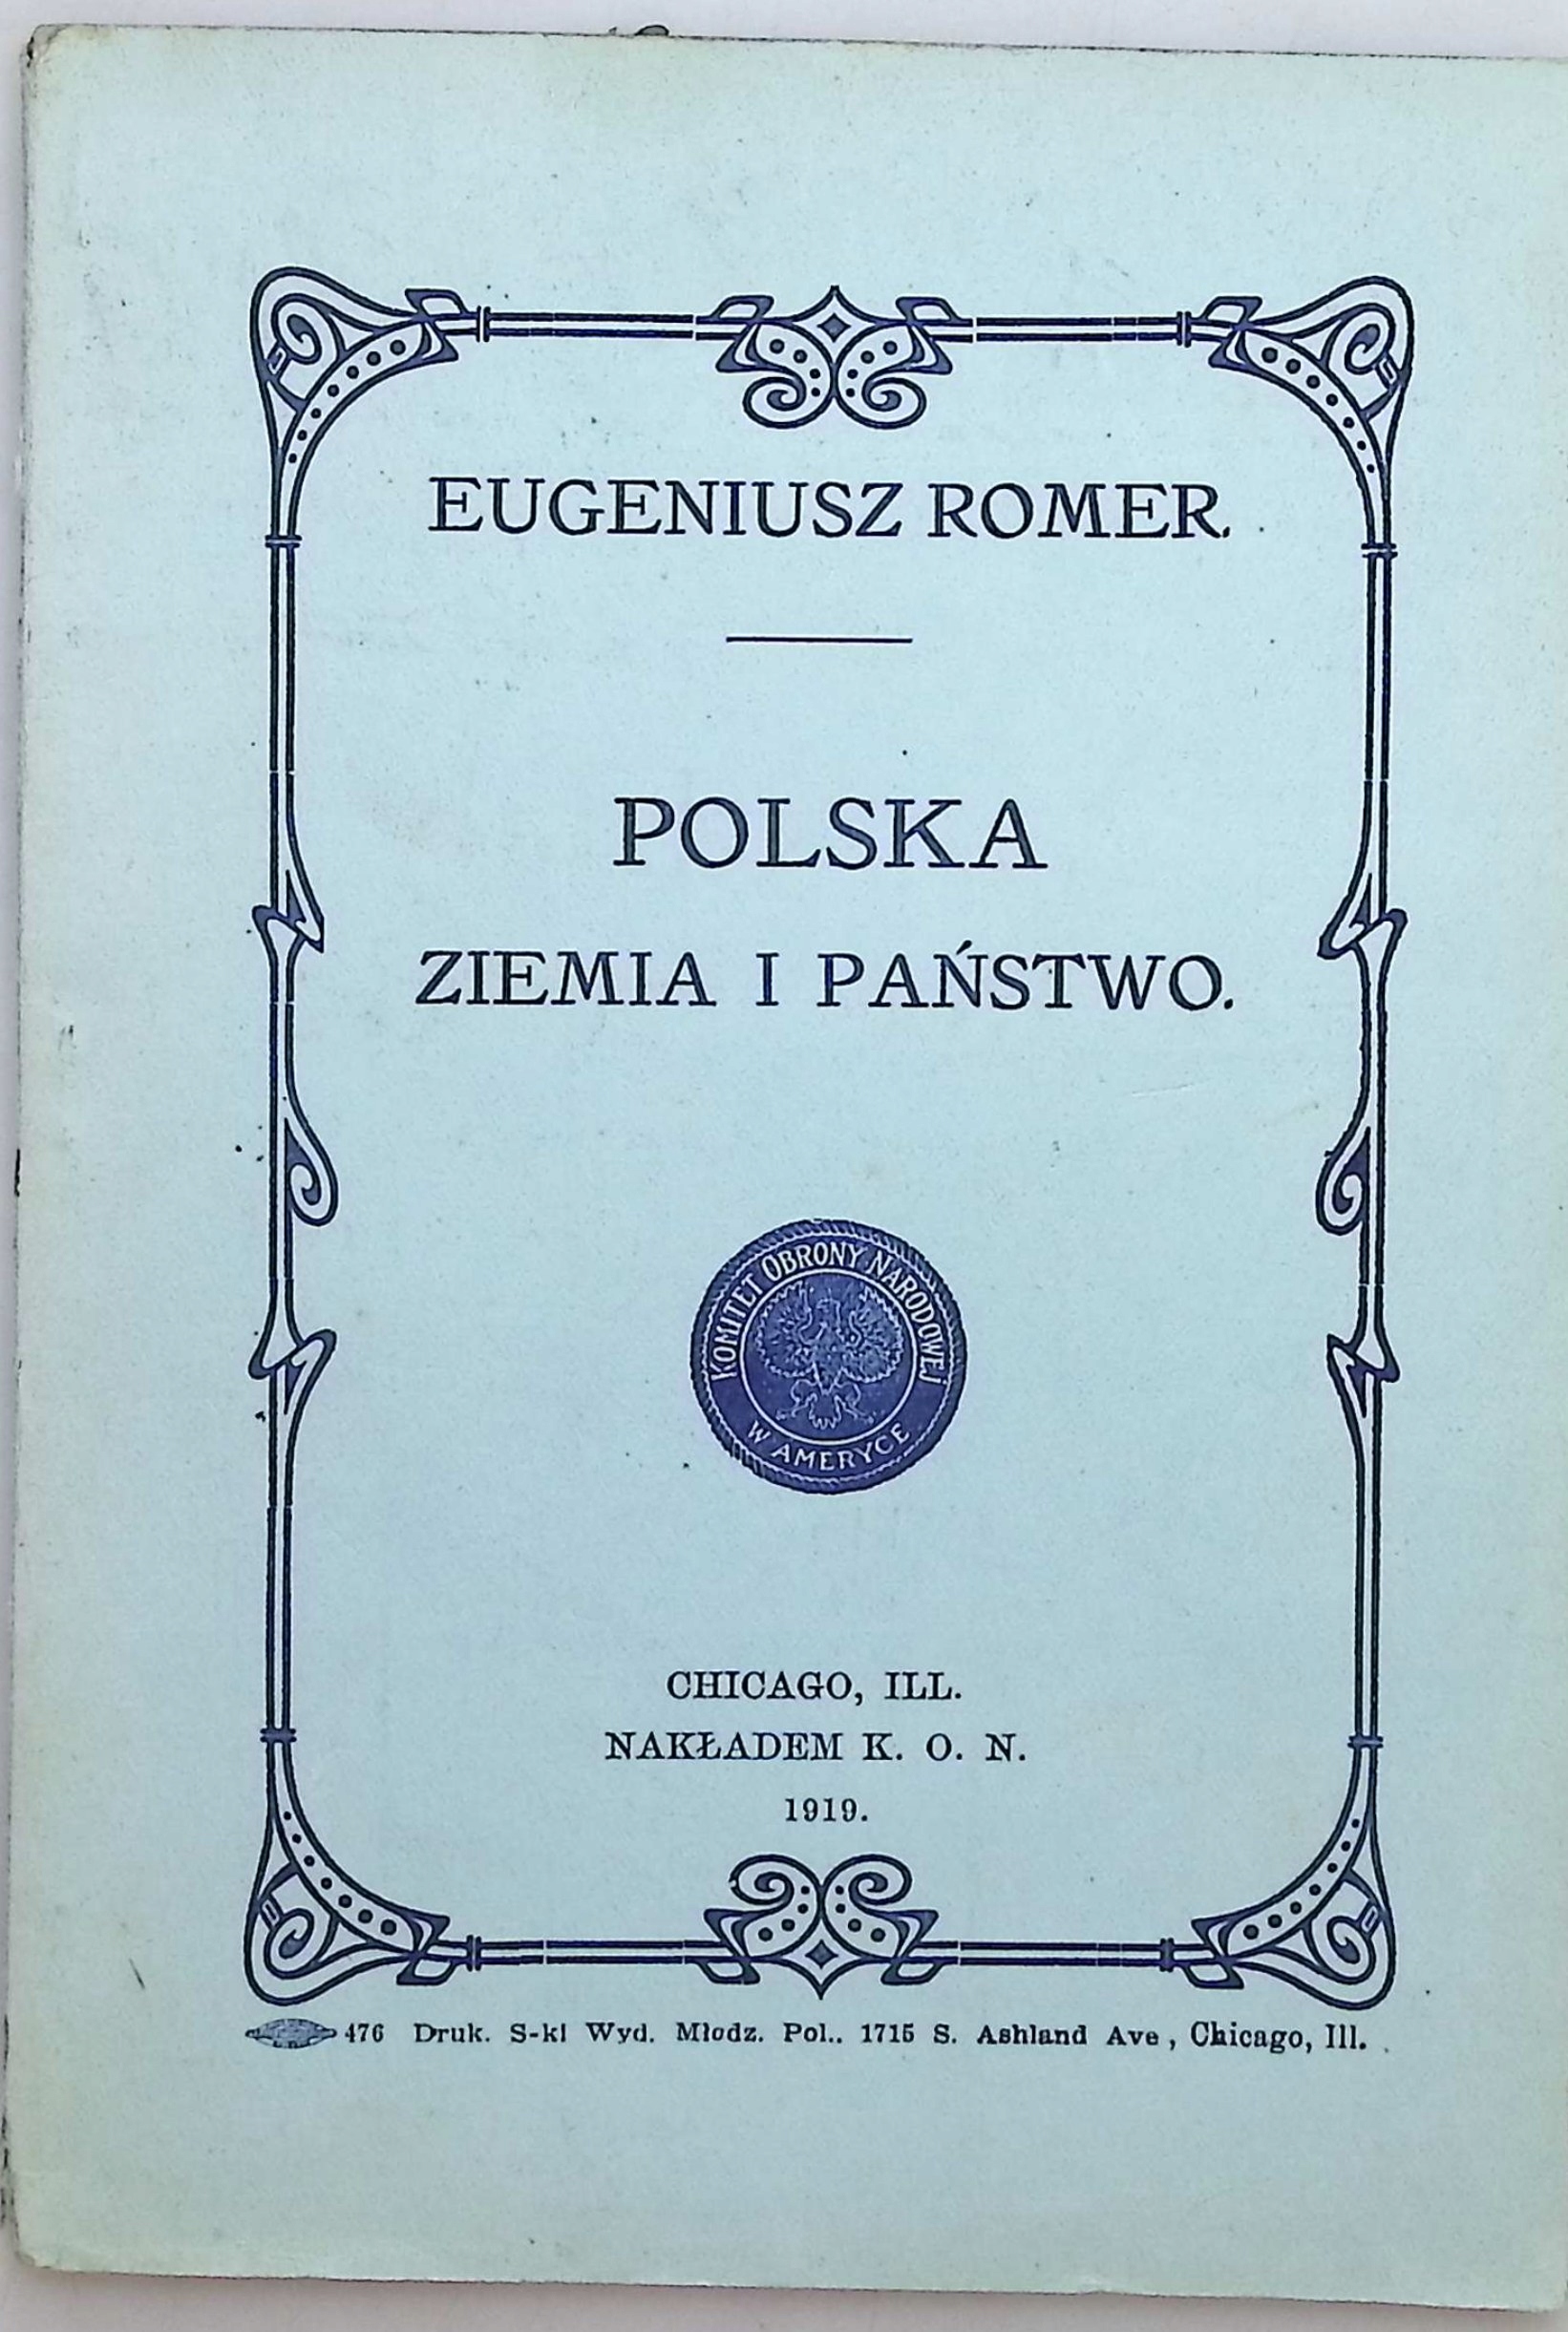 EUGENIUSZ ROMER.
POLSKA
ZIEMIA I PAŃSTWO.
KOMITET OBRONY NARODOWEJ
W AMERYCE
CHICAGO, ILL.
NAKŁADEM K. O. N.
1919.
476 Druk. S-ki Wyd. Młodz. Pol.. 1715 S. Ashland Ave , Chicago, Ill.